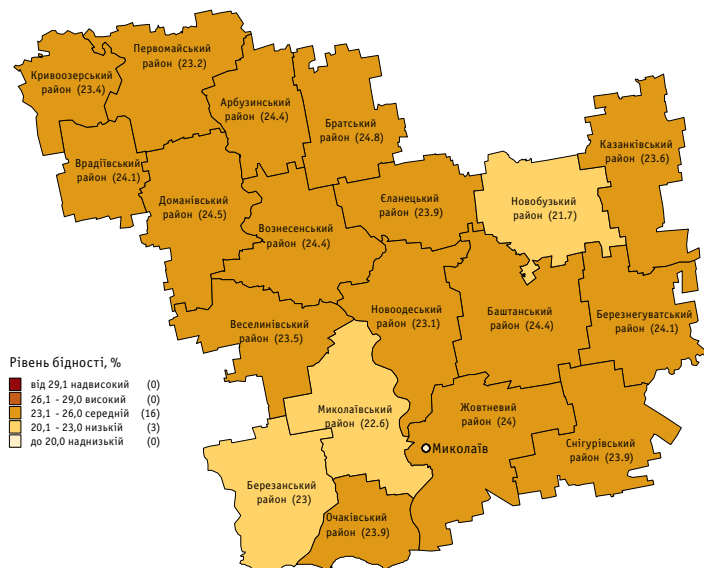 Первомайський
район (23.2)
Кривоозерський
район (23.4)
Арбузинський
район (24.4)
Братський
район (24.8)
Казанківський
район (23.6)
Врадіївський
район (24.1)
Доманівський
район (24.5)
Єланецький
район (23.9)
Новобузький
район (21.7)
Вознесенський
район (24.4)
Веселинівський
район (23.5)
Новоодеський
район (23.1)
Баштанський
район (24.4)
Березнегуватський
район (24.1)
Рівень бідності, %
від 29,1 надвисокий (0)
26,1 - 29,0 високий (0)
23,1 - 26,0 середній (16)
20,1 - 23,0 низькій (3)
до 20,0 наднизькій (0)
Миколаївський
район (22.6)
Жовтневий
район (24)
Миколаїв
Снігурівський
район (23.9)
Березанський
район (23)
Очаківський
район (23.9)